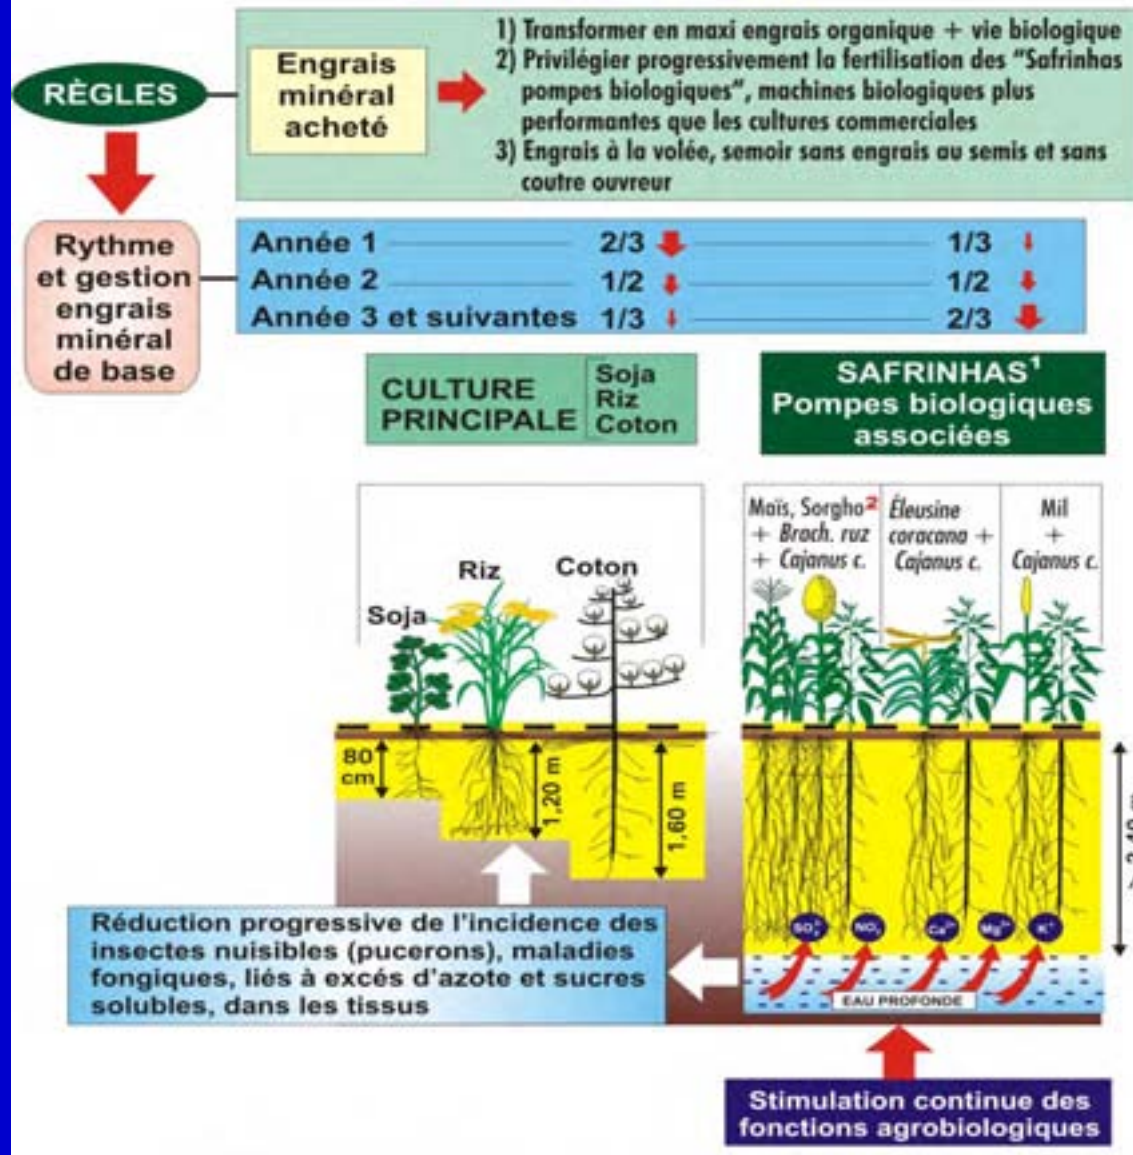 RÈGLES
Engrais
minéral
acheté
1) Transformer en maxi engrais organique + vie biologique
2) Privilégier progressivement la fertilisation des "Safrinhas
pompes biologiques", machines biologiques plus
performantes que les cultures commerciales
3) Engrais à la volée, semoir sans engrais au semis et sans
coutre ouvreur
Rythme
et gestion
engrais
minéral
de base
Année 1 2/3 1/3
Année 2 1/2 1/2
Année 3 et suivantes 1/3 2/3
CULTURE
PRINCIPALE
Soja
Riz
Coton
SAFRINHAS¹
Pompes biologiques
associées
Soja
Riz
Coton
Maïs, Sorgho²
+ Brach. ruz
+ Cajanus c.
Éleusine
coracana +
Cajanus c.
Mil
+
Cajanus c.
80
cm
1,20 m
1,60 m
SO₄
NO₃
Ca²⁺
Mg²⁺
K⁺
EAU PROFONDE
Réduction progressive de l'incidence des
insectes nuisibles (pucerons), maladies
fongiques, liés à excés d'azote et sucres
solubles, dans les tissus
Stimulation continue des
fonctions agrobiologiques